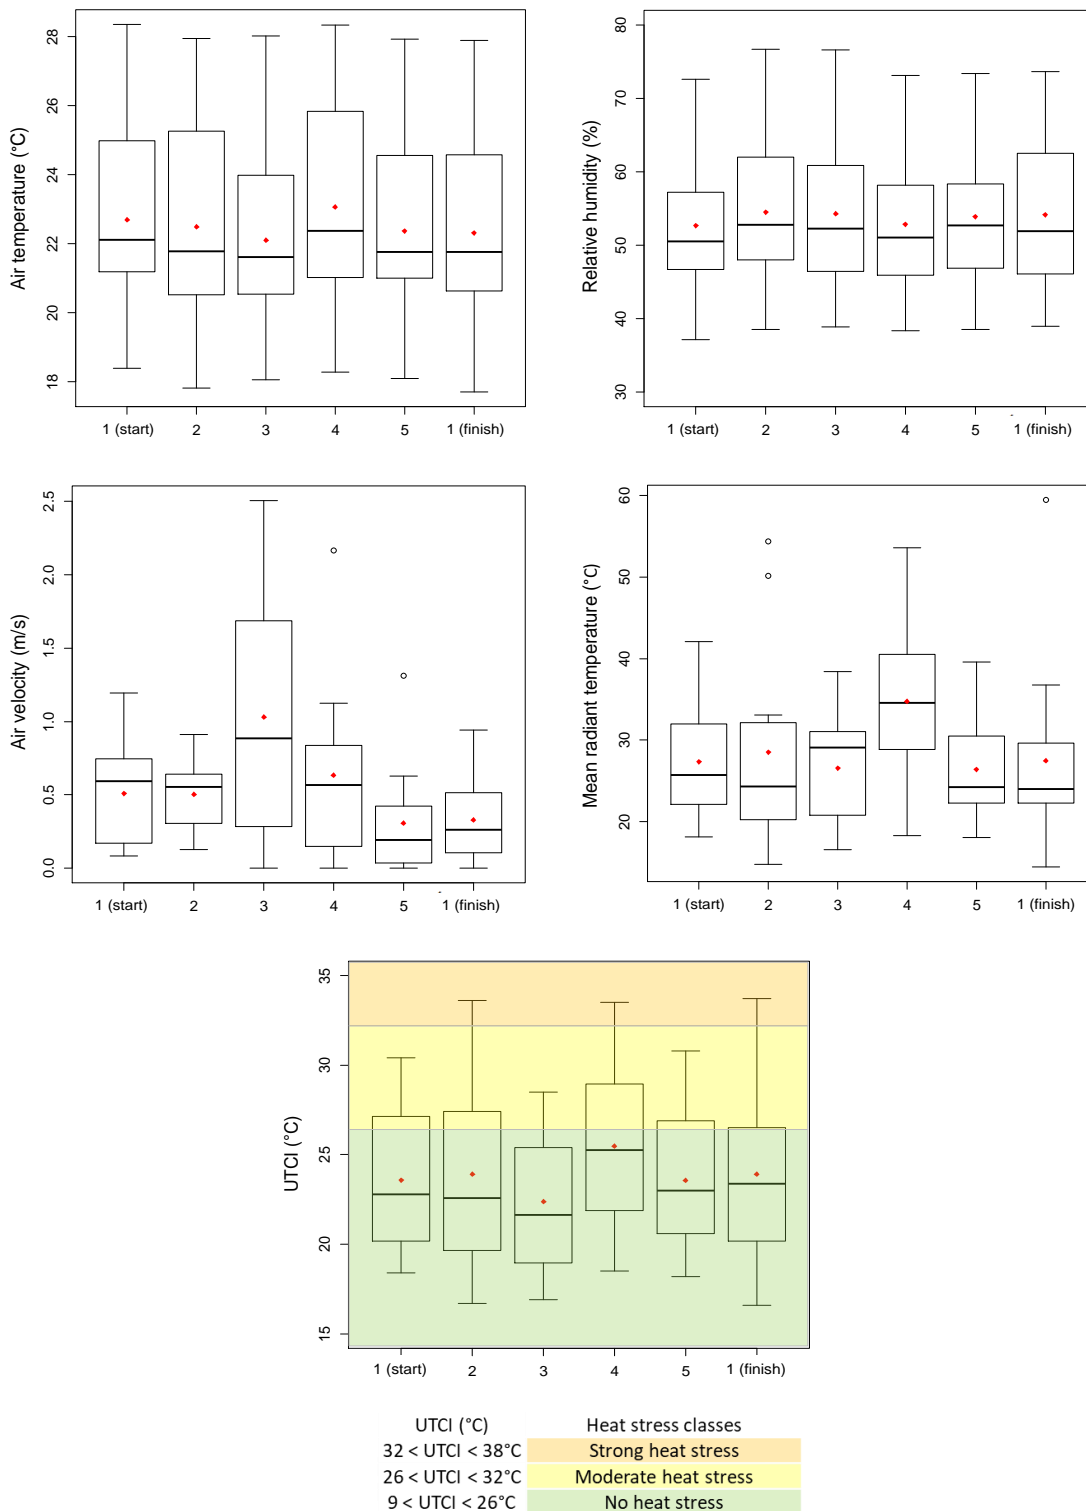 Air temperature (°C)
28
26
24
22
20
18
1 (start) 2 3 4 5 1 (finish)
Relative humidity (%)
80
70
60
50
40
30
1 (start) 2 3 4 5 1 (finish)
Air velocity (m/s)
2.5
2.0
1.5
1.0
0.5
0.0
1 (start) 2 3 4 5 1 (finish)
Mean radiant temperature (°C)
60
50
40
30
20
1 (start) 2 3 4 5 1 (finish)
UTCI (°C)
35
30
25
20
15
1 (start) 2 3 4 5 1 (finish)
UTCI (°C) Heat stress classes
32 < UTCI < 38°C Strong heat stress
26 < UTCI < 32°C Moderate heat stress
9 < UTCI < 26°C No heat stress